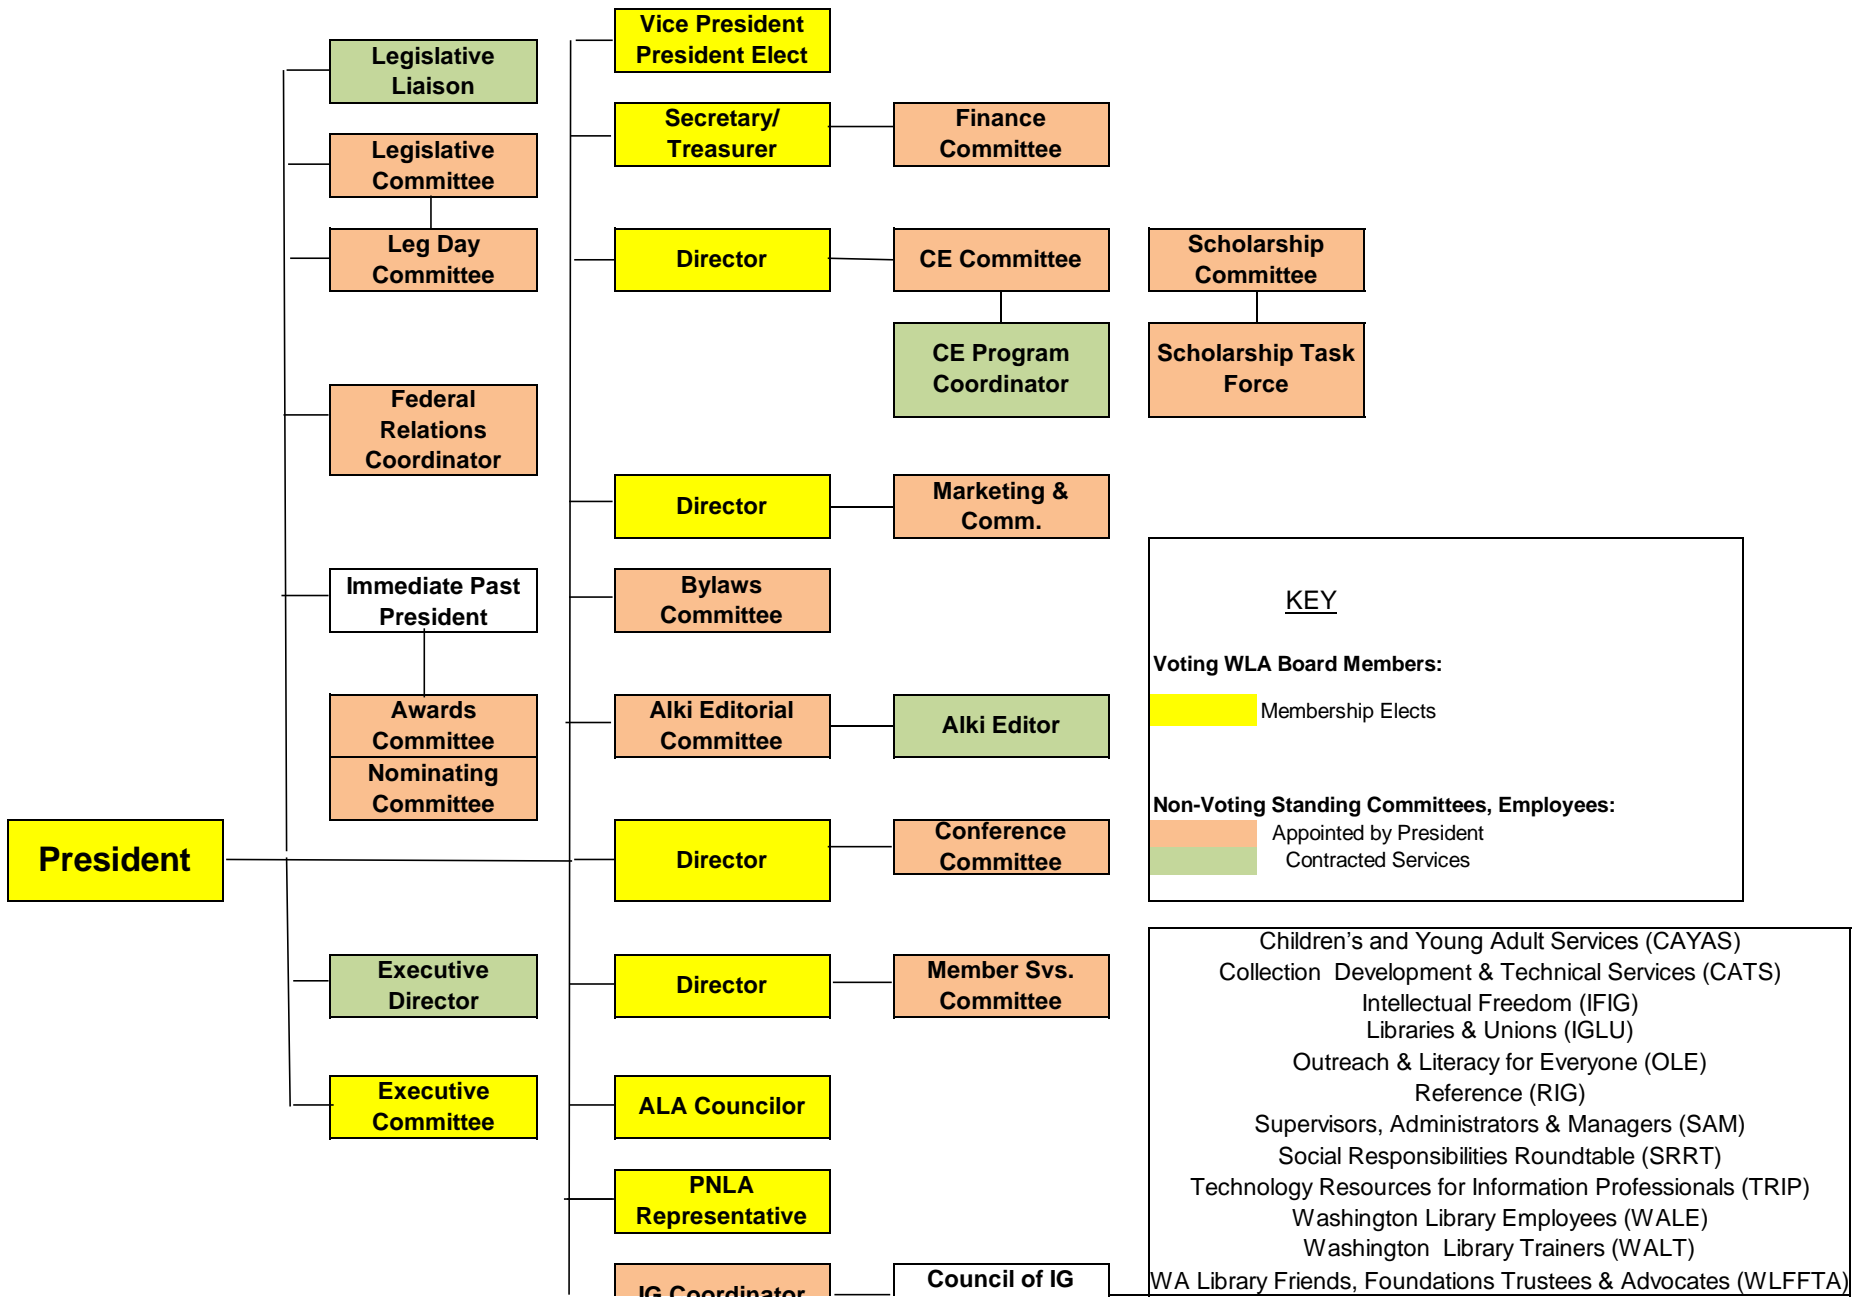 Vice President
President Elect
Legislative
Liaison
Secretary/
Treasurer
Finance
Committee
Legislative
Committee
Leg Day
Committee
Director
CE Committee
Scholarship
Committee
CE Program
Coordinator
Scholarship Task
Force
Federal
Relations
Coordinator
Director
Marketing &
Comm.
Immediate Past
President
Bylaws
Committee
KEY
Voting WLA Board Members:
Membership Elects
Awards
Committee
Alki Editorial
Committee
Alki Editor
Nominating
Committee
Non-Voting Standing Committees, Employees:
Appointed by President
Contracted Services
President
Director
Conference
Committee
Executive
Director
Director
Member Svs.
Committee
Executive
Committee
ALA Councilor
PNLA
Representative
IG Coordinator
Council of IG
Children's and Young Adult Services (CAYAS)
Collection Development & Technical Services (CATS)
Intellectual Freedom (IFIG)
Libraries & Unions (IGLU)
Outreach & Literacy for Everyone (OLE)
Reference (RIG)
Supervisors, Administrators & Managers (SAM)
Social Responsibilities Roundtable (SRRT)
Technology Resources for Information Professionals (TRIP)
Washington Library Employees (WALE)
Washington Library Trainers (WALT)
WA Library Friends, Foundations Trustees & Advocates (WLFFTA)